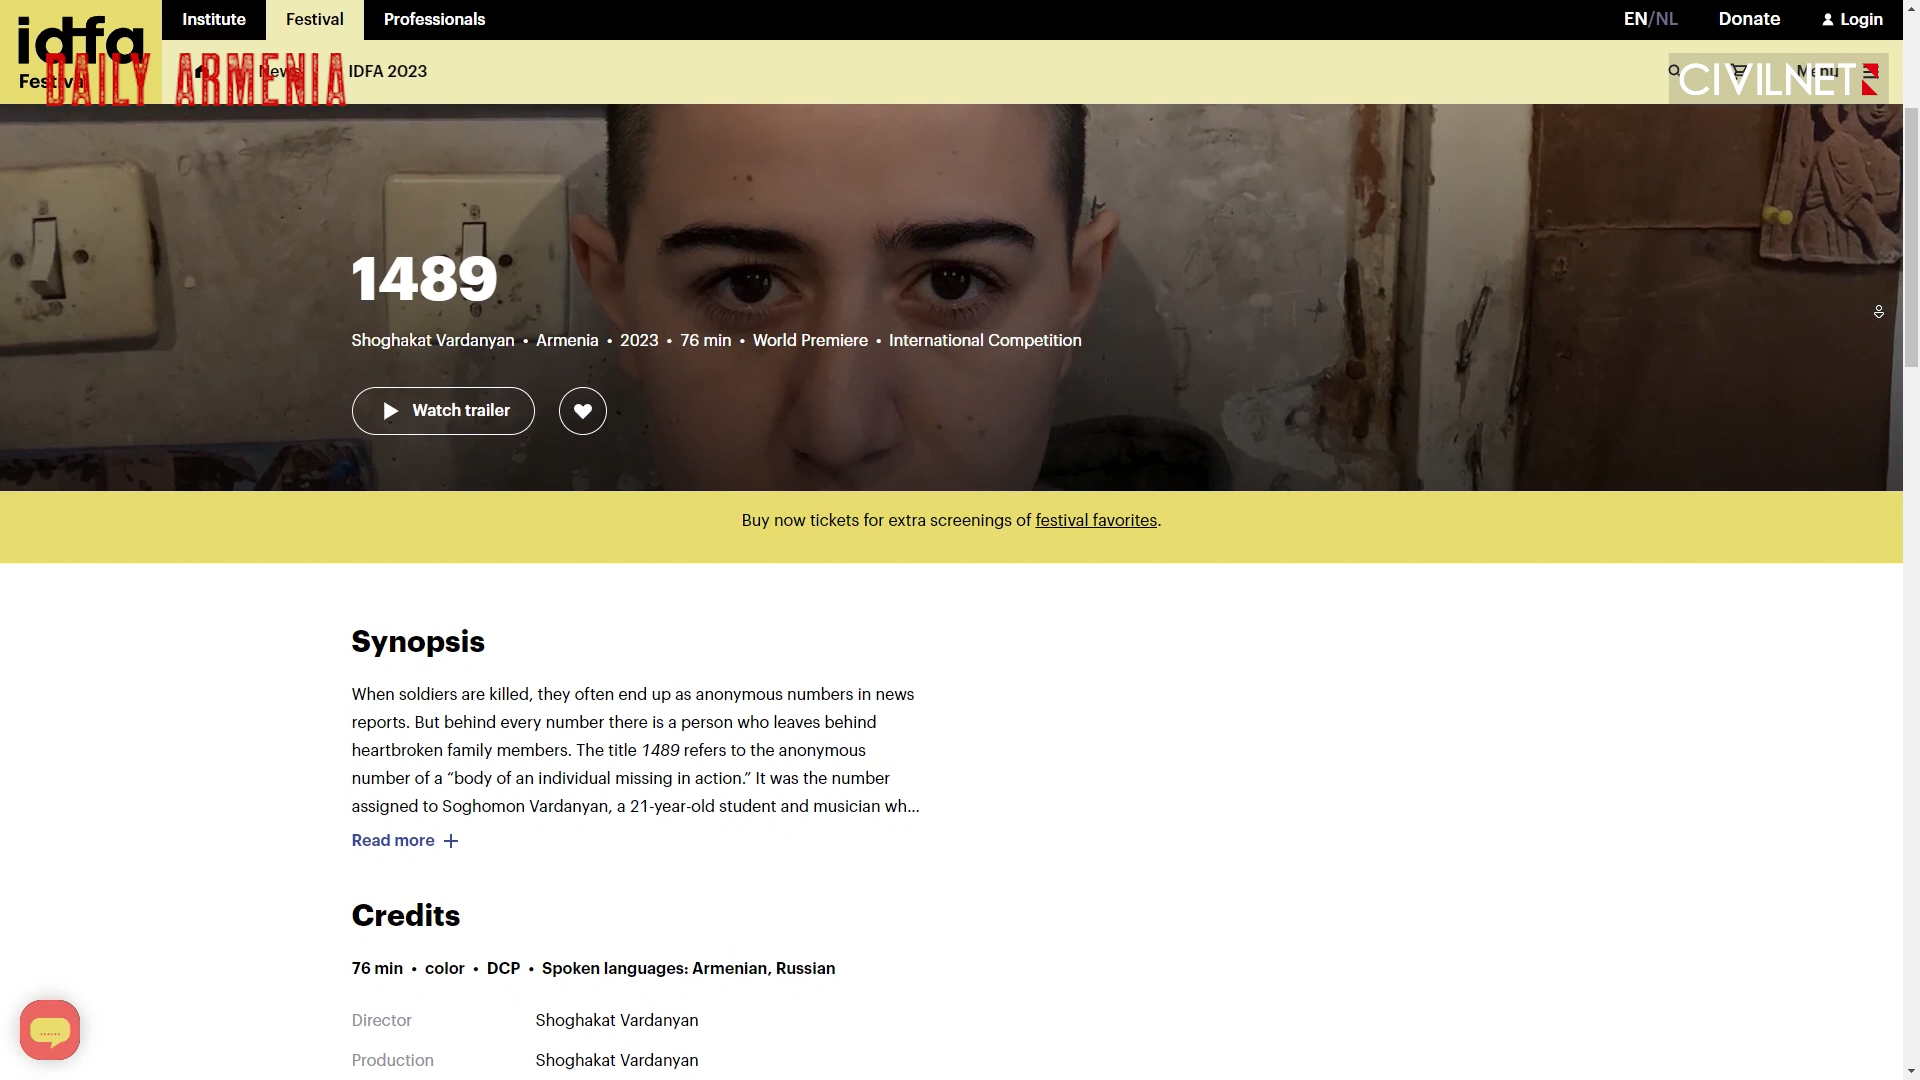 idfa
Festival
Institute
Festival
Professionals
EN/NL
Donate
Login
DAILY ARMENIA
News
IDFA 2023
Menu
CIVILNET
1489
Shoghakat Vardanyan • Armenia • 2023 • 76 min • World Premiere • International Competition
Watch trailer
Buy now tickets for extra screenings of festival favorites.
Synopsis
When soldiers are killed, they often end up as anonymous numbers in news
reports. But behind every number there is a person who leaves behind
heartbroken family members. The title 1489 refers to the anonymous
number of a “body of an individual missing in action.” It was the number
assigned to Soghomon Vardanyan, a 21-year-old student and musician wh...
Read more +
Credits
76 min • color • DCP • Spoken languages: Armenian, Russian
Director Shoghakat Vardanyan
Production Shoghakat Vardanyan